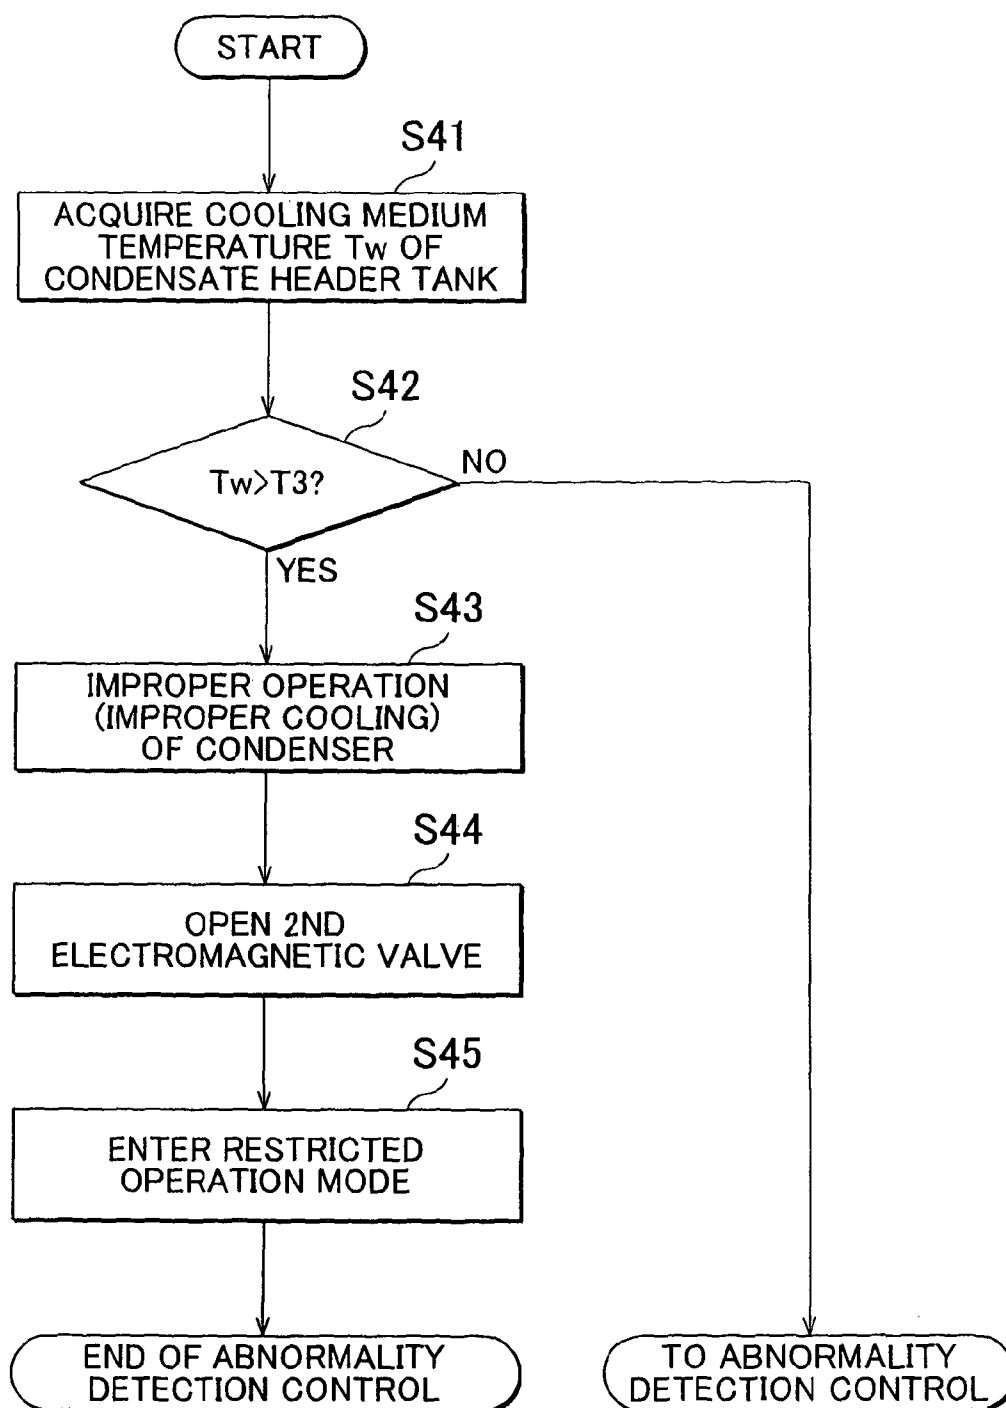 START
S41
ACQUIRE COOLING MEDIUM
TEMPERATURE Tw OF
CONDENSATE HEADER TANK
S42
Tw>T3?
NO
YES
S43
IMPROPER OPERATION
(IMPROPER COOLING)
OF CONDENSER
S44
OPEN 2ND
ELECTROMAGNETIC VALVE
S45
ENTER RESTRICTED
OPERATION MODE
END OF ABNORMALITY
DETECTION CONTROL
TO ABNORMALITY
DETECTION CONTROL